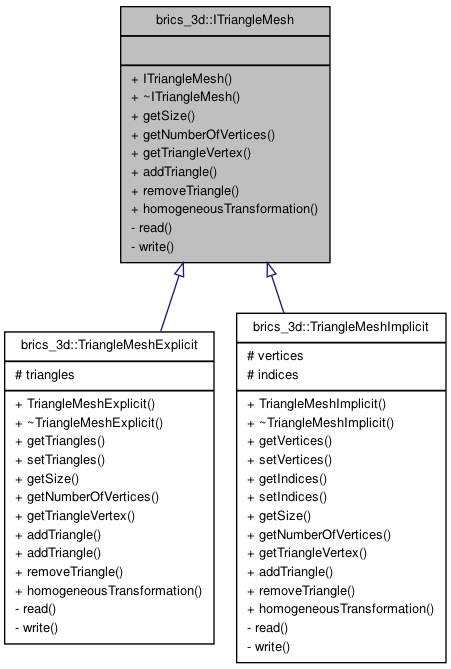 brics_3d::ITriangleMesh
+ ITriangleMesh()
+ ~ITriangleMesh()
+ getSize()
+ getNumberOfVertices()
+ getTriangleVertex()
+ addTriangle()
+ removeTriangle()
+ homogeneousTransformation()
- read()
- write()
brics_3d::TriangleMeshExplicit
# triangles
+ TriangleMeshExplicit()
+ ~TriangleMeshExplicit()
+ getTriangles()
+ setTriangles()
+ getSize()
+ getNumberOfVertices()
+ getTriangleVertex()
+ addTriangle()
+ addTriangle()
+ removeTriangle()
+ homogeneousTransformation()
- read()
- write()
brics_3d::TriangleMeshImplicit
# vertices
# indices
+ TriangleMeshImplicit()
+ ~TriangleMeshImplicit()
+ getVertices()
+ setVertices()
+ getIndices()
+ setIndices()
+ getSize()
+ getNumberOfVertices()
+ getTriangleVertex()
+ addTriangle()
+ removeTriangle()
+ homogeneousTransformation()
- read()
- write()